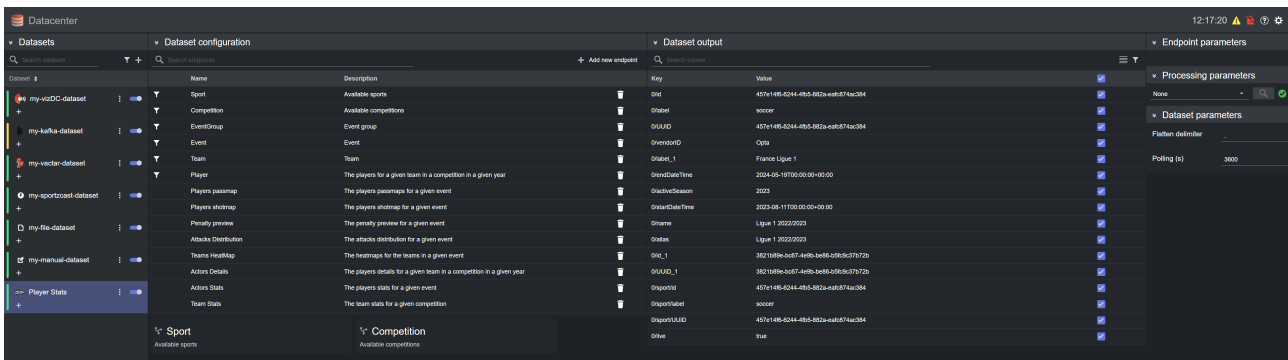 Datacenter
12:17:20
Datasets
Search datasets
Dataset
my-vizDC-dataset
my-kafka-dataset
my-vactar-dataset
my-sportzcast-dataset
my-file-dataset
my-manual-dataset
Player Stats
Dataset configuration
Search endpoints
+ Add new endpoint
Name Description
Sport Available sports
Competition Available competitions
EventGroup Event group
Event Event
Team Team
Player The players for a given team in a competition in a given year
Players passmap The players passmaps for a given event
Players shotmap The players shotmap for a given event
Penalty preview The penalty preview for a given event
Attacks Distribution The attacks distribution for a given event
Teams HeatMap The heatmaps for the teams in a given event
Actors Details The players details for a given team in a competition in a given year
Actors Stats The players stats for a given event
Team Stats The team stats for a given competition
Sport
Available sports
Competition
Available competitions
Dataset output
Search entries
Key Value
0/id 457e14f6-6244-4fb5-882a-eafc874ac384
0/label soccer
0/UUID 457e14f6-6244-4fb5-882a-eafc874ac384
0/vendorID Opta
0/label_1 France Ligue 1
0/endDateTime 2024-05-19T00:00:00+00:00
0/activeSeason 2023
0/startDateTime 2023-08-11T00:00:00+00:00
0/name Ligue 1 2022/2023
0/alias Ligue 1 2022/2023
0/id_1 3821b89e-bc67-4e9b-be86-b5fc9c37b72b
0/UUID_1 3821b89e-bc67-4e9b-be86-b5fc9c37b72b
0/sport/id 457e14f6-6244-4fb5-882a-eafc874ac384
0/sport/label soccer
0/sport/UUID 457e14f6-6244-4fb5-882a-eafc874ac384
0/live true
Endpoint parameters
Processing parameters
None
Dataset parameters
Flatten delimiter
Polling (s) 3600